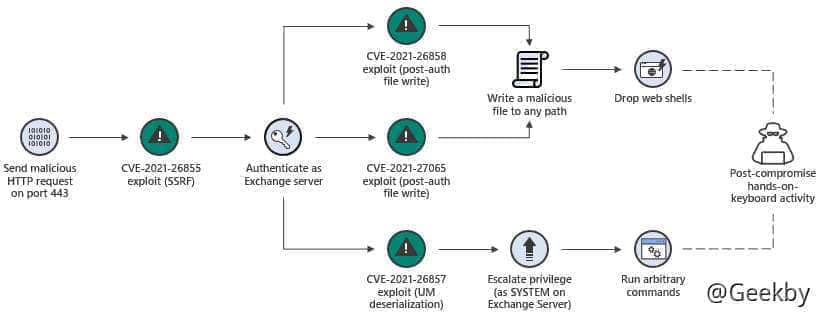 CVE-2021-26858
exploit (post-auth
file write)
Write a malicious
file to any path
Drop web shells
010101
010101
101010
Send malicious
HTTP request
on port 443
CVE-2021-26855
exploit (SSRF)
Authenticate as
Exchange server
CVE-2021-27065
exploit (post-auth
file write)
Post-compromise
hands-on-
keyboard activity
CVE-2021-26857
exploit (UM
deserialization)
Escalate privilege
(as SYSTEM on
Exchange Server)
Run arbitrary
commands
@Geekby